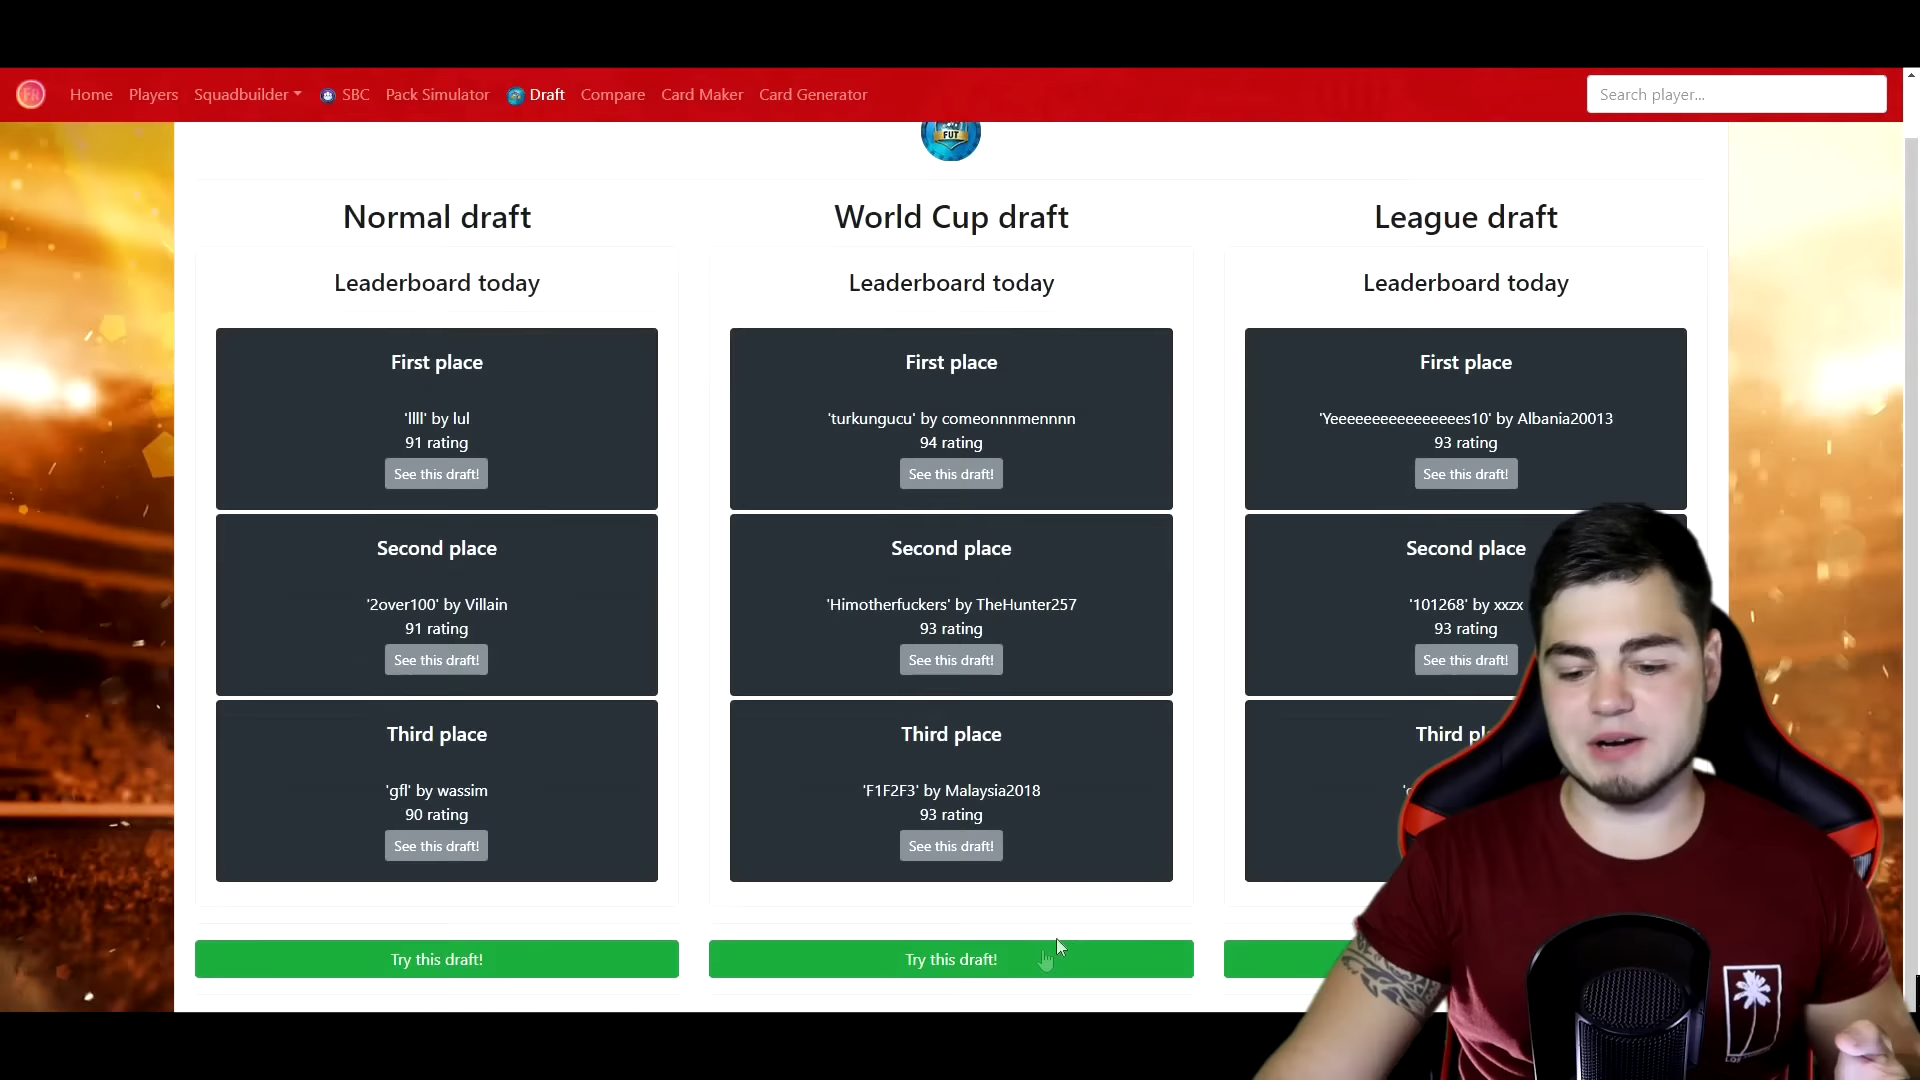 Home Players Squadbuilder SBC Pack Simulator Draft Compare Card Maker Card Generator Search player...
FUT
Normal draft
Leaderboard today
First place
'llll' by lul
91 rating
See this draft!
Second place
'2over100' by Villain
91 rating
See this draft!
Third place
'gfl' by wassim
90 rating
See this draft!
Try this draft!
World Cup draft
Leaderboard today
First place
'turkungucu' by comeonnnmennnn
94 rating
See this draft!
Second place
'Himotherfuckers' by TheHunter257
93 rating
See this draft!
Third place
'F1F2F3' by Malaysia2018
93 rating
See this draft!
Try this draft!
League draft
Leaderboard today
First place
'Yeeeeeeeeeeeeeeees10' by Albania20013
93 rating
See this draft!
Second place
'101268' by xxzx
93 rating
See this draft!
Third